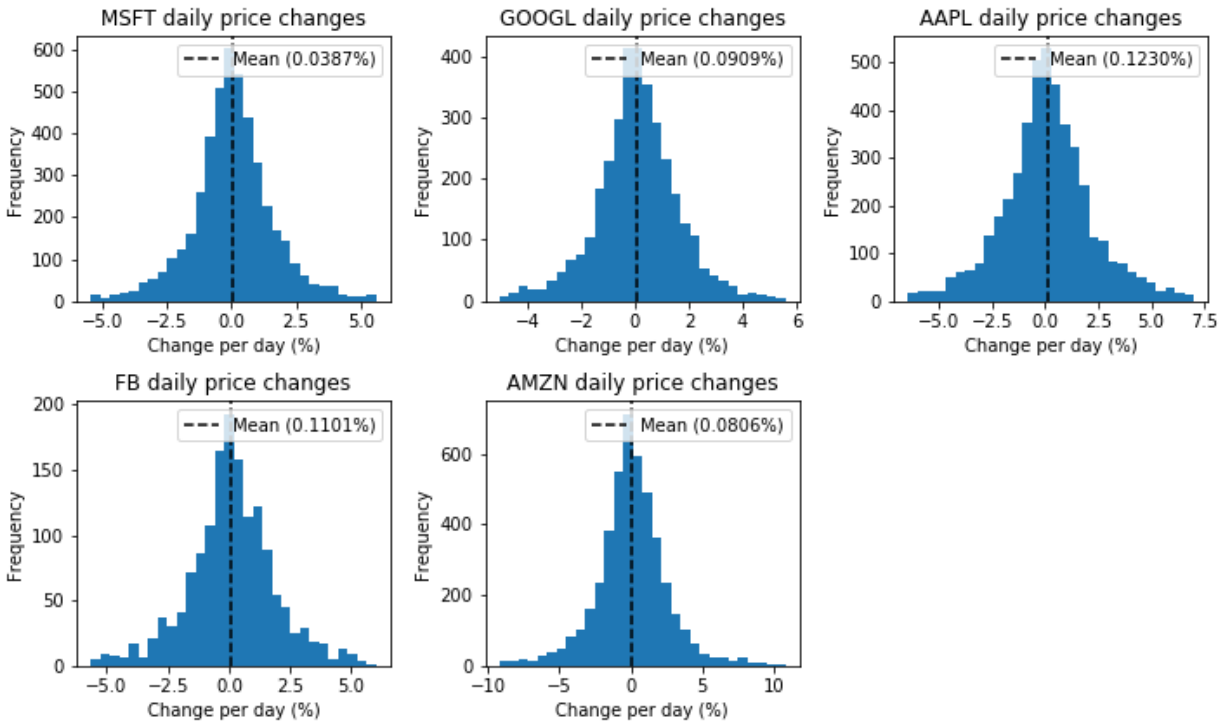 MSFT daily price changes
Mean (0.0387%)
600
500
400
300
200
100
0
Frequency
−5.0 −2.5 0.0 2.5 5.0
Change per day (%)
GOOGL daily price changes
Mean (0.0909%)
400
300
200
100
0
Frequency
−4 −2 0 2 4 6
Change per day (%)
AAPL daily price changes
Mean (0.1230%)
500
400
300
200
100
0
Frequency
−5.0 −2.5 0.0 2.5 5.0 7.5
Change per day (%)
FB daily price changes
Mean (0.1101%)
200
150
100
50
0
Frequency
−5.0 −2.5 0.0 2.5 5.0
Change per day (%)
AMZN daily price changes
Mean (0.0806%)
600
400
200
0
Frequency
−10 −5 0 5 10
Change per day (%)